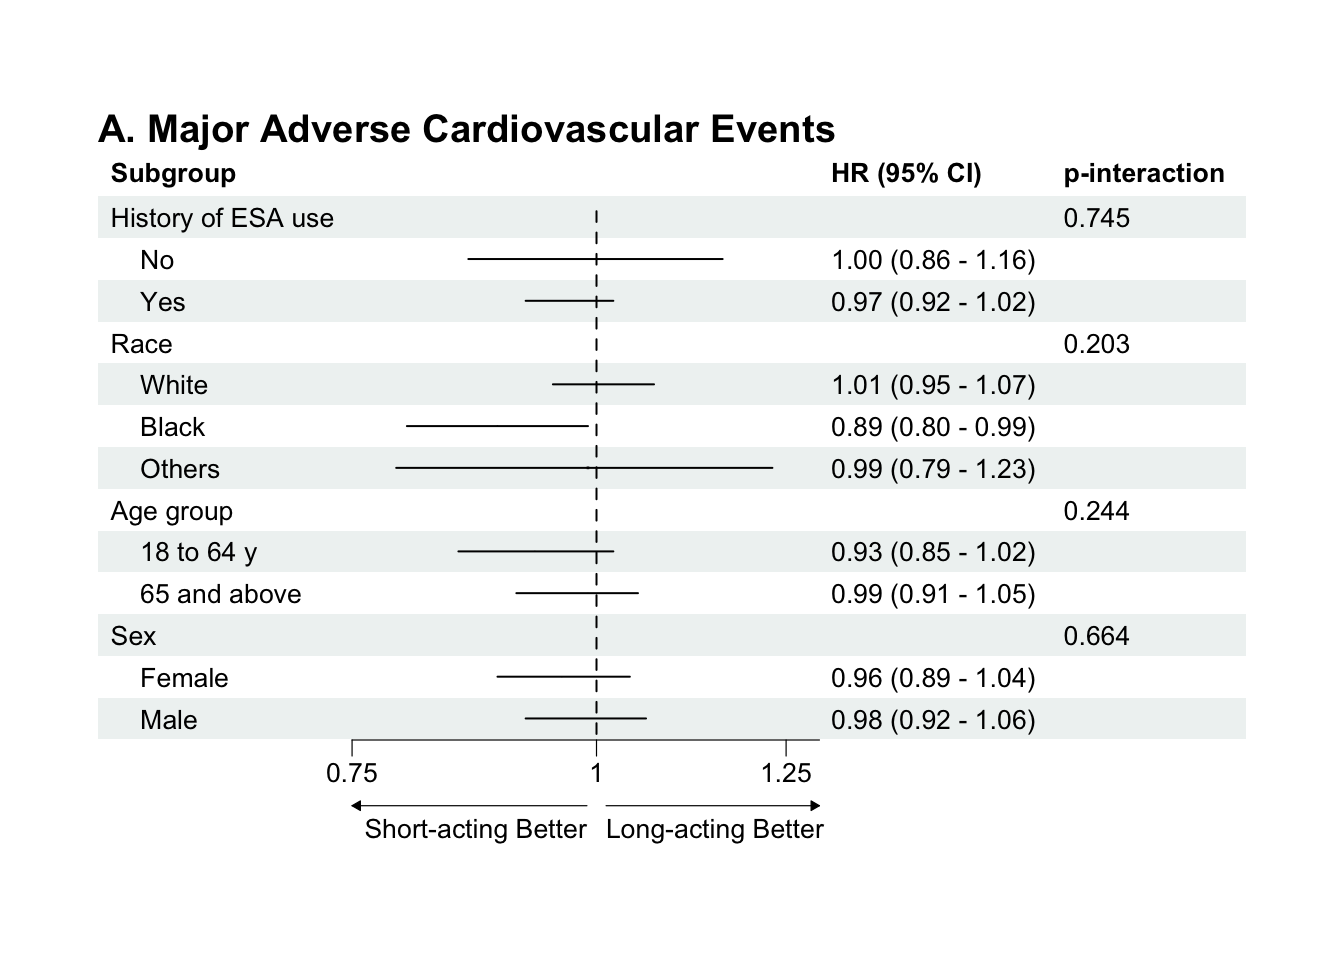 A. Major Adverse Cardiovascular Events
Subgroup HR (95% CI) p-interaction
History of ESA use 0.745
No 1.00 (0.86 - 1.16)
Yes 0.97 (0.92 - 1.02)
Race 0.203
White 1.01 (0.95 - 1.07)
Black 0.89 (0.80 - 0.99)
Others 0.99 (0.79 - 1.23)
Age group 0.244
18 to 64 y 0.93 (0.85 - 1.02)
65 and above 0.99 (0.91 - 1.05)
Sex 0.664
Female 0.96 (0.89 - 1.04)
Male 0.98 (0.92 - 1.06)
0.75 1 1.25
Short-acting Better Long-acting Better